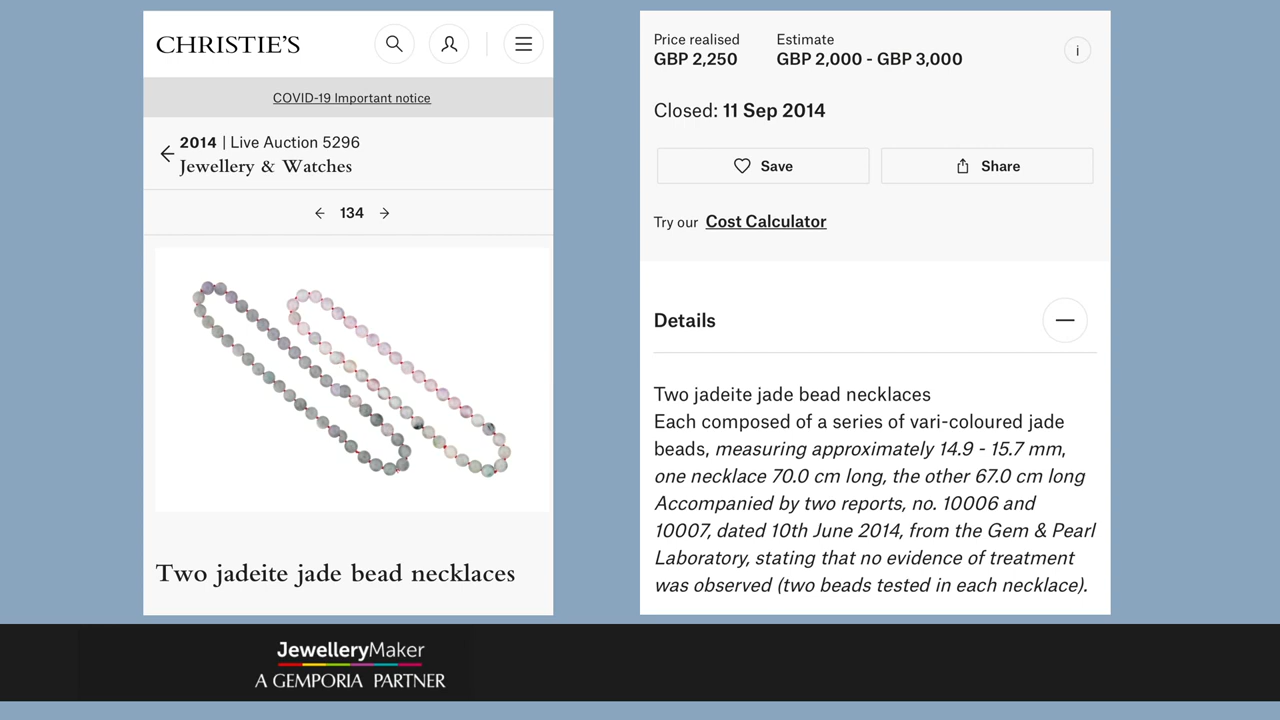 CHRISTIE'S
COVID-19 Important notice
2014 | Live Auction 5296
Jewellery & Watches
134
Two jadeite jade bead necklaces
Price realised
GBP 2,250
Estimate
GBP 2,000 - GBP 3,000
i
Closed: 11 Sep 2014
Save
Share
Try our Cost Calculator
Details
Two jadeite jade bead necklaces
Each composed of a series of vari-coloured jade
beads, measuring approximately 14.9 - 15.7 mm,
one necklace 70.0 cm long, the other 67.0 cm long
Accompanied by two reports, no. 10006 and
10007, dated 10th June 2014, from the Gem & Pearl
Laboratory, stating that no evidence of treatment
was observed (two beads tested in each necklace).
JewelleryMaker
A GEMPORIA PARTNER